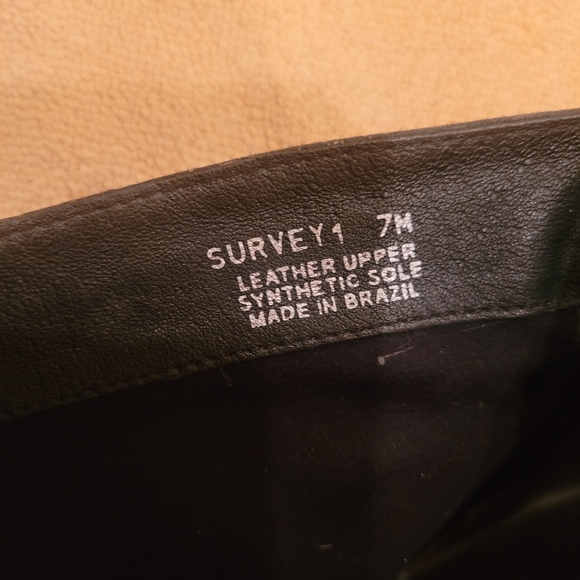 SURVEY1 7M
LEATHER UPPER
SYNTHETIC SOLE
MADE IN BRAZIL